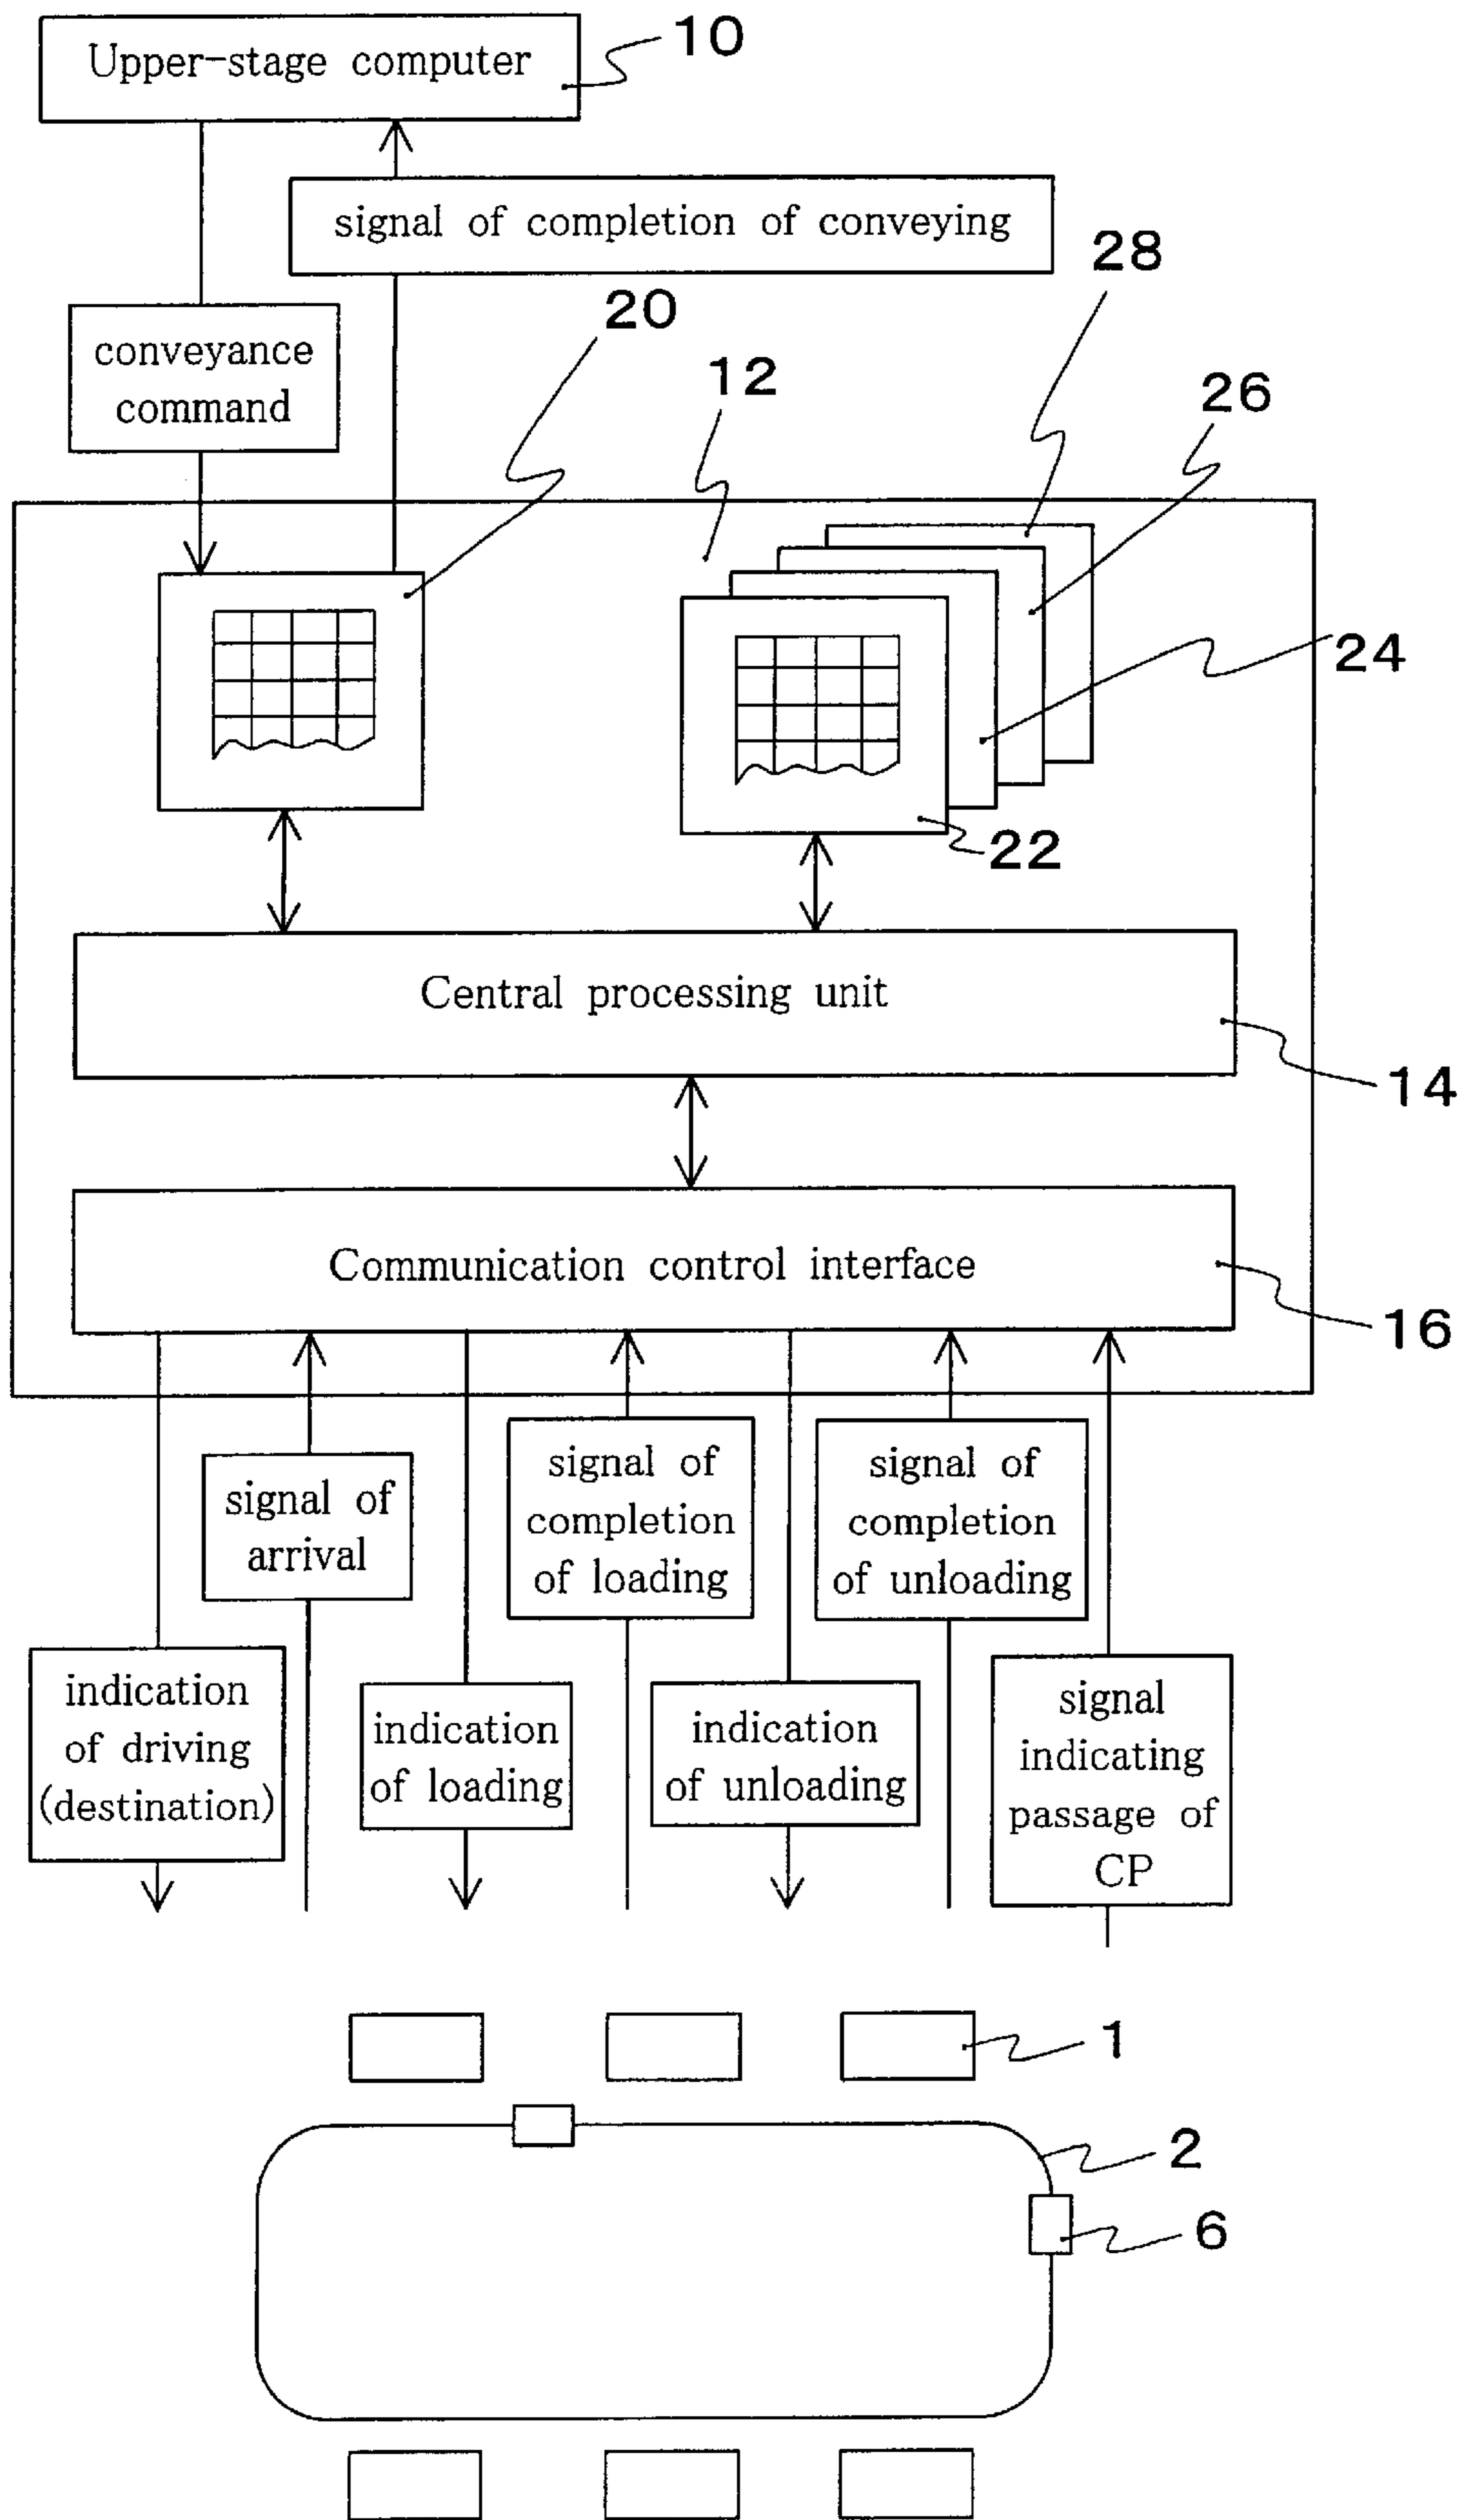 Upper-stage computer
10
signal of completion of conveying
28
20
conveyance
command
12
26
24
22
Central processing unit
14
Communication control interface
16
signal of
arrival
signal of
completion
of loading
signal of
completion
of unloading
indication
of driving
(destination)
indication
of loading
indication
of unloading
signal
indicating
passage of
CP
1
2
6